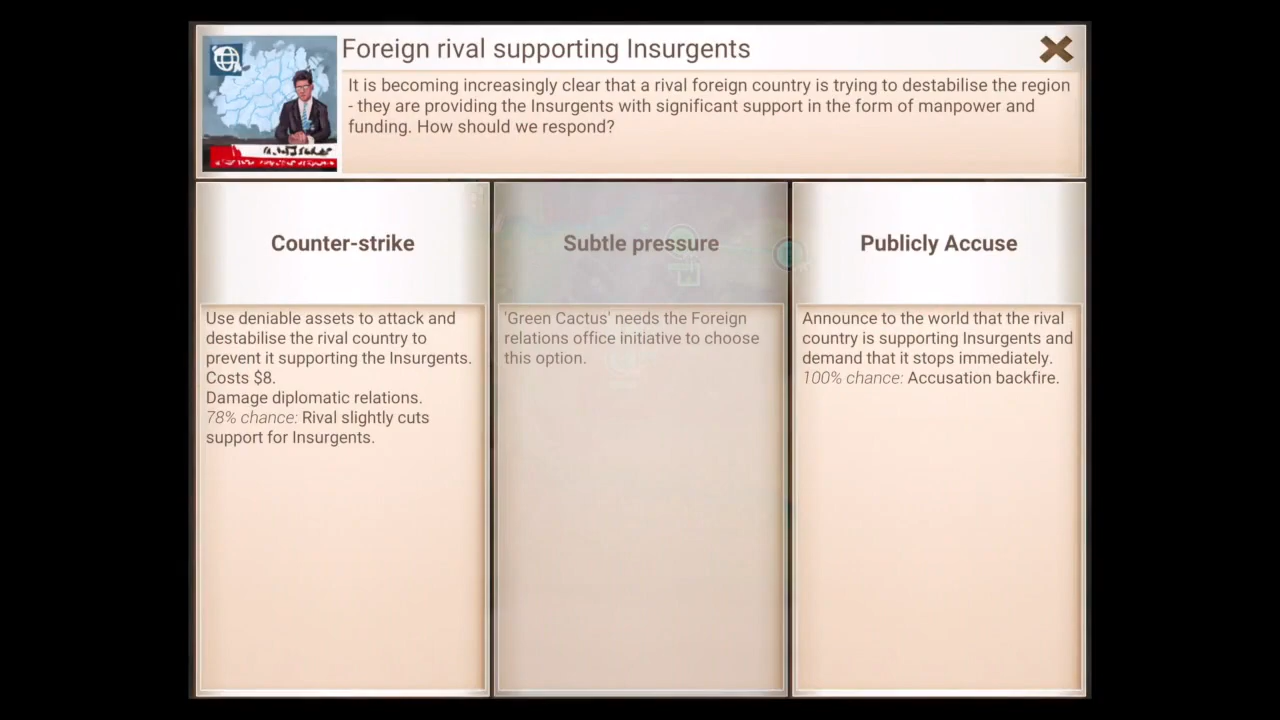 Foreign rival supporting Insurgents
It is becoming increasingly clear that a rival foreign country is trying to destabilise the region
- they are providing the Insurgents with significant support in the form of manpower and
funding. How should we respond?
Counter-strike
Use deniable assets to attack and
destabilise the rival country to
prevent it supporting the Insurgents.
Costs $8.
Damage diplomatic relations.
78% chance: Rival slightly cuts
support for Insurgents.
Subtle pressure
'Green Cactus' needs the Foreign
relations office initiative to choose
this option.
Publicly Accuse
Announce to the world that the rival
country is supporting Insurgents and
demand that it stops immediately.
100% chance: Accusation backfire.